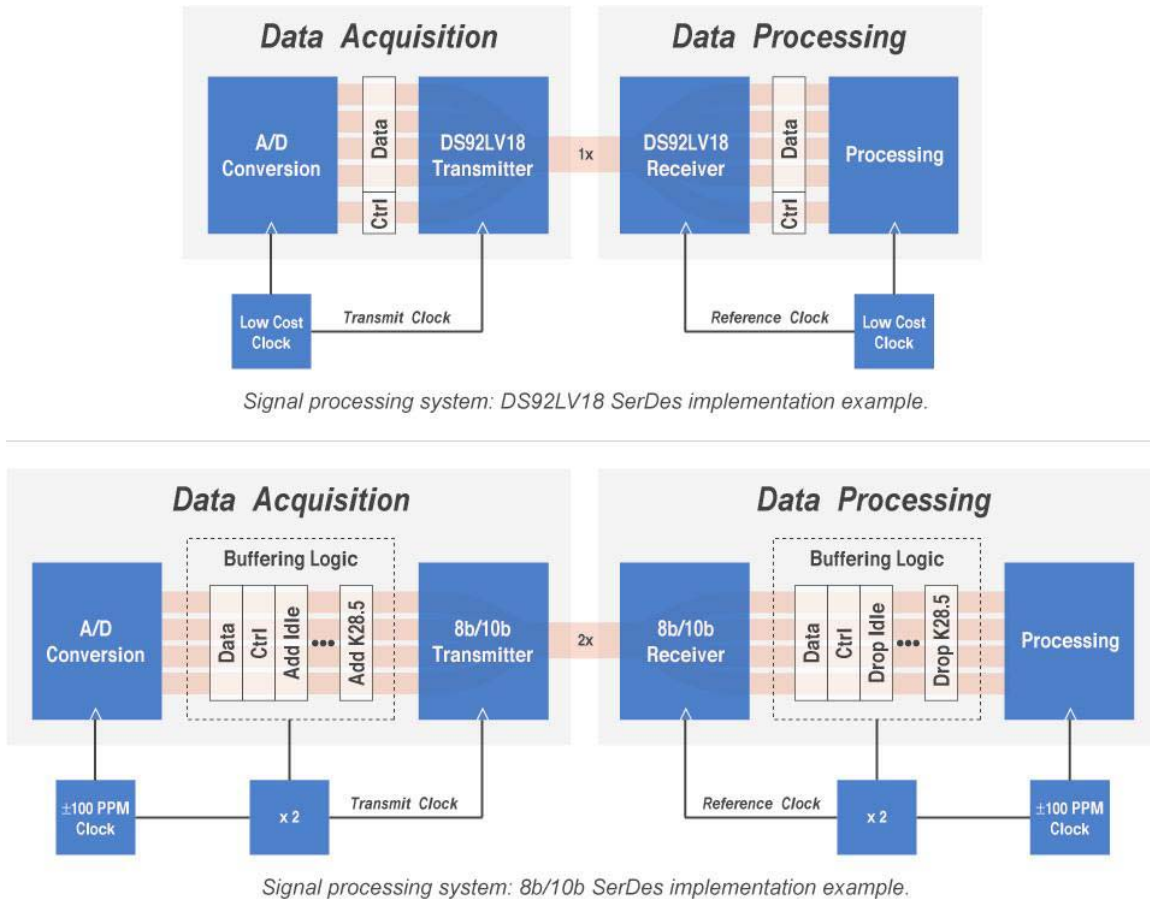 Data Acquisition
Data Processing
A/D
Conversion
Data
Ctrl
DS92LV18
Transmitter
1x
DS92LV18
Receiver
Data
Ctrl
Processing
Low Cost
Clock
Transmit Clock
Reference Clock
Low Cost
Clock
Signal processing system: DS92LV18 SerDes implementation example.
Data Acquisition
Data Processing
Buffering Logic
Buffering Logic
A/D
Conversion
Data
Ctrl
Add Idle
•••
Add K28.5
8b/10b
Transmitter
2x
8b/10b
Receiver
Data
Ctrl
Drop Idle
•••
Drop K28.5
Processing
±100 PPM
Clock
x 2
Transmit Clock
Reference Clock
x 2
±100 PPM
Clock
Signal processing system: 8b/10b SerDes implementation example.